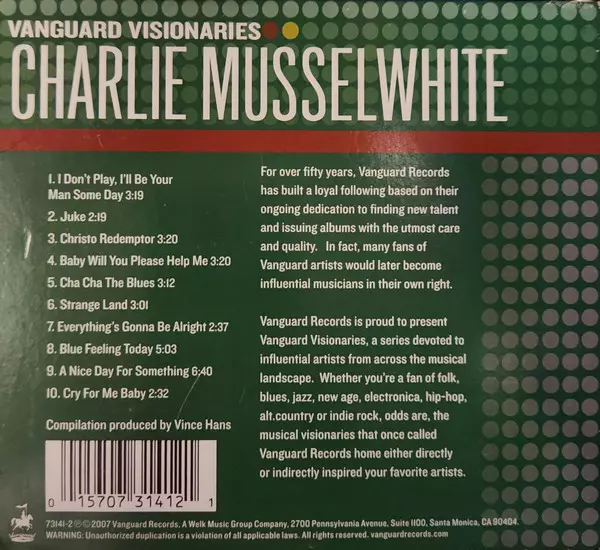 VANGUARD VISIONARIES
CHARLIE MUSSELWHITE
1. I Don't Play, I'll Be Your
Man Some Day 3:19
2. Juke 2:19
3. Christo Redemptor 3:20
4. Baby Will You Please Help Me 3:20
5. Cha Cha The Blues 3:12
6. Strange Land 3:01
7. Everything's Gonna Be Alright 2:37
8. Blue Feeling Today 5:03
9. A Nice Day For Something 6:40
10. Cry For Me Baby 2:32
Compilation produced by Vince Hans
For over fifty years, Vanguard Records
has built a loyal following based on their
ongoing dedication to finding new talent
and issuing albums with the utmost care
and quality. In fact, many fans of
Vanguard artists would later become
influential musicians in their own right.
Vanguard Records is proud to present
Vanguard Visionaries, a series devoted to
influential artists from across the musical
landscape. Whether you're a fan of folk,
blues, jazz, new age, electronica, hip-hop,
alt.country or indie rock, odds are, the
musical visionaries that once called
Vanguard Records home either directly
or indirectly inspired your favorite artists.
0 15707 31412 1
73141-2 ℗ © 2007 Vanguard Records. A Welk Music Group Company, 2700 Pennsylvania Avenue. Suite 1100, Santa Monica, CA 90404.
WARNING: Unauthorized duplication is a violation of all applicable laws. All rights reserved. vanguardrecords.com